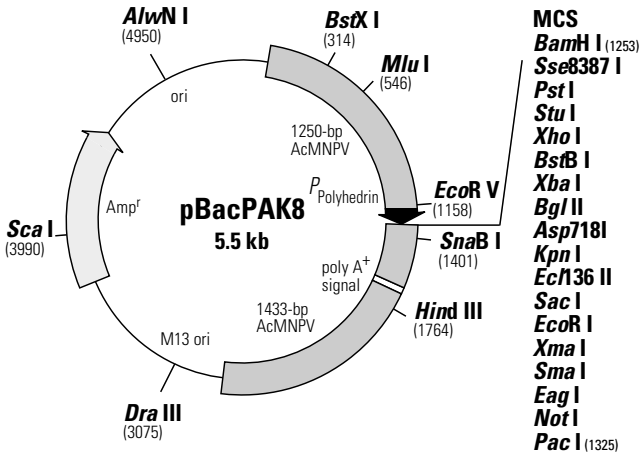 AlwN I
(4950)
BstX I
(314)
Mlu I
(546)
ori
1250-bp
AcMNPV
PPolyhedrin
EcoR V
(1158)
Ampr
pBacPAK8
5.5 kb
Sca I
(3990)
SnaB I
(1401)
poly A+
signal
1433-bp
AcMNPV
Hind III
(1764)
M13 ori
Dra III
(3075)
MCS
BamH I (1253)
Sse8387 I
Pst I
Stu I
Xho I
BstB I
Xba I
Bgl II
Asp718I
Kpn I
Ecl136 II
Sac I
EcoR I
Xma I
Sma I
Eag I
Not I
Pac I (1325)